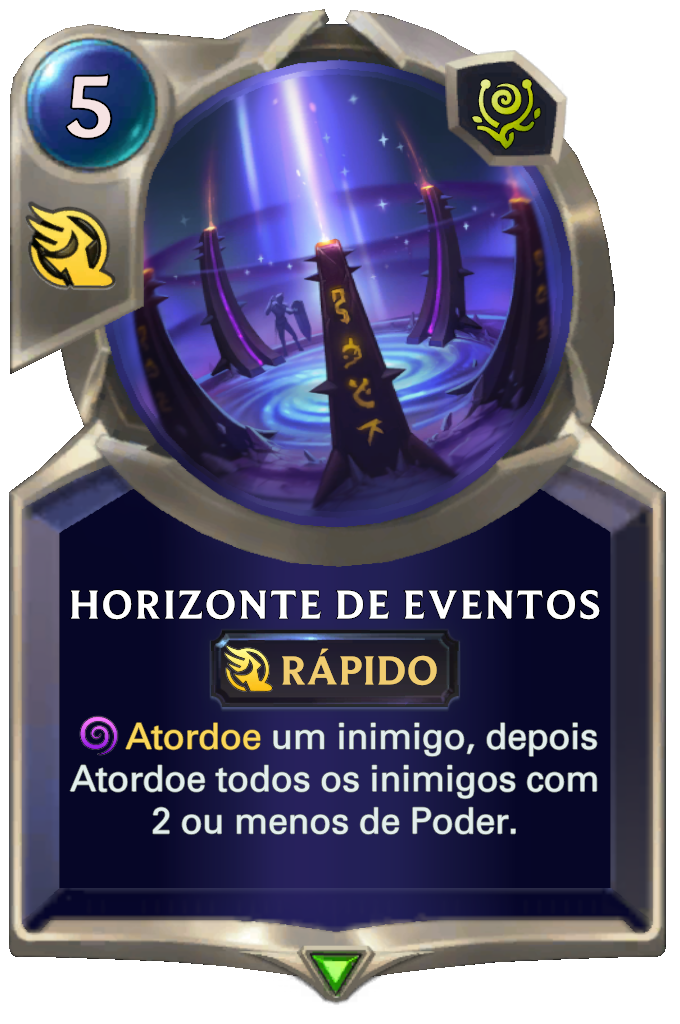 5
HORIZONTE DE EVENTOS
RÁPIDO
Atordoe um inimigo, depois
Atordoe todos os inimigos com
2 ou menos de Poder.